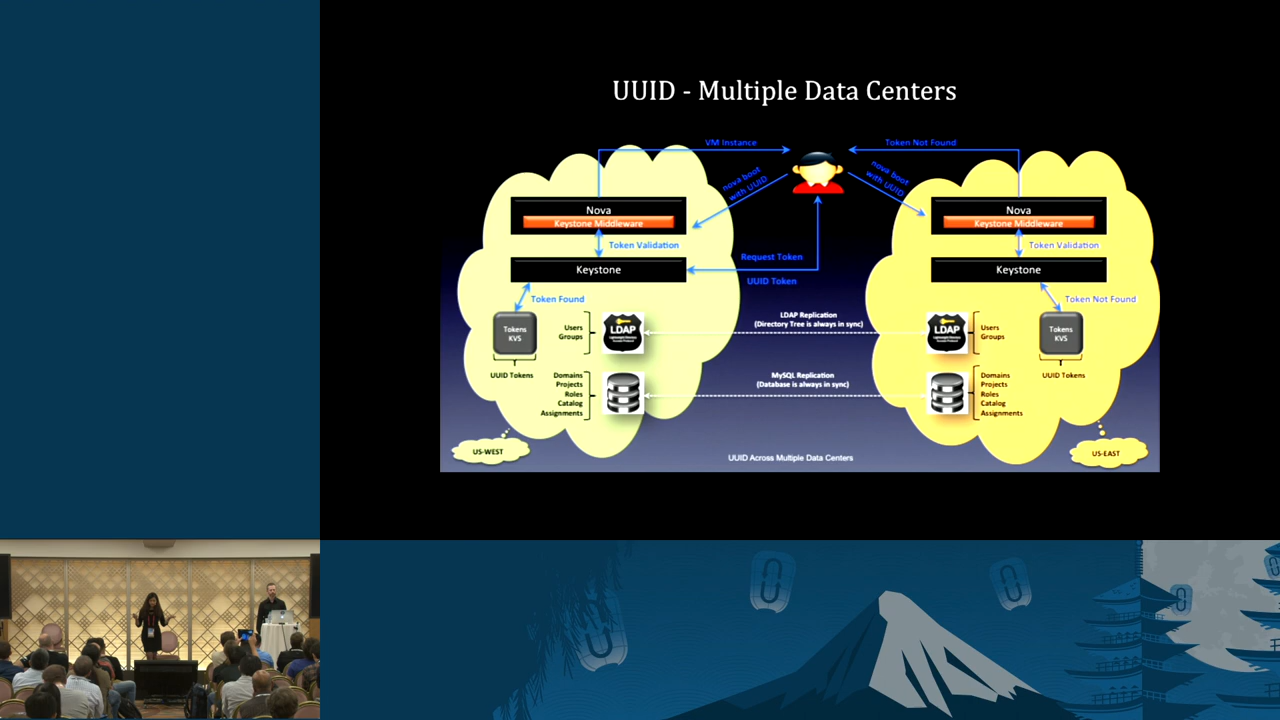 UUID - Multiple Data Centers
VM Instance
Token Not Found
nova boot
with UUID
nova boot
with UUID
Nova
Keystone Middleware
Nova
Keystone Middleware
Token Validation
Token Validation
Request Token
Keystone
Keystone
UUID Token
Token Found
Token Not Found
LDAP Replication
(Directory Tree is always in sync)
Tokens
KVS
Users
Groups
LDAP
LDAP
Users
Groups
Tokens
KVS
UUID Tokens
UUID Tokens
MySQL Replication
(Database is always in sync)
Domains
Projects
Roles
Catalog
Assignments
Domains
Projects
Roles
Catalog
Assignments
US-WEST
UUID Across Multiple Data Centers
US-EAST